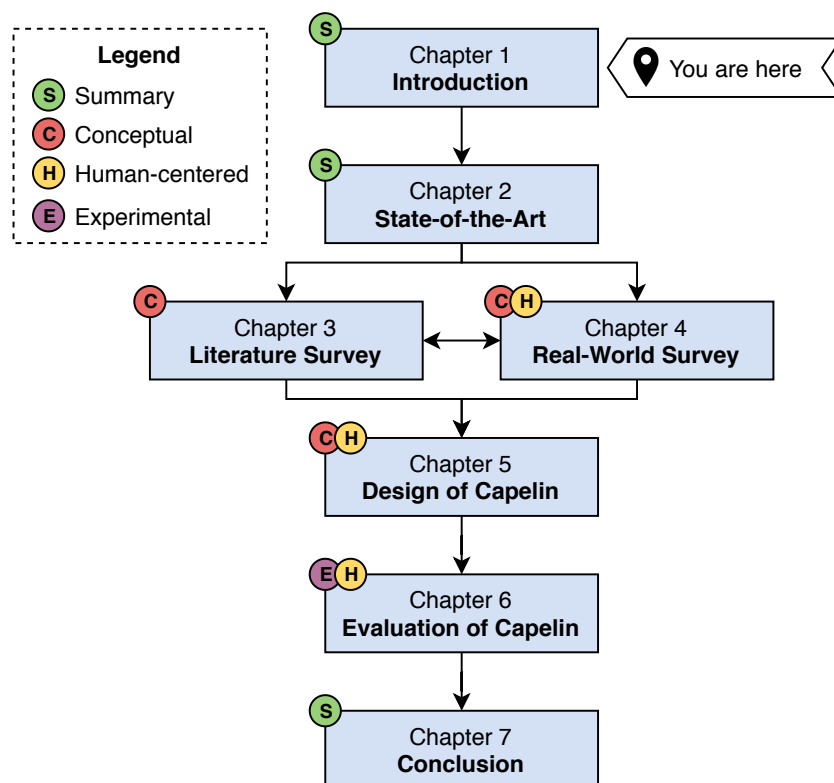 Legend
S Summary
C Conceptual
H Human-centered
E Experimental
S
Chapter 1
Introduction
You are here
S
Chapter 2
State-of-the-Art
C
Chapter 3
Literature Survey
C H
Chapter 4
Real-World Survey
C H
Chapter 5
Design of Capelin
E H
Chapter 6
Evaluation of Capelin
S
Chapter 7
Conclusion